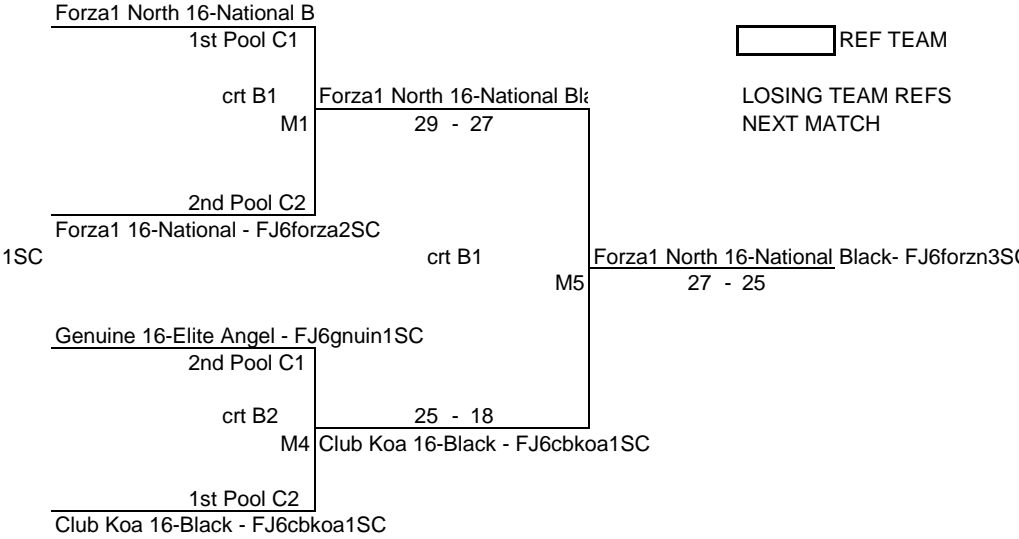 Forza1 North 16-National B
1st Pool C1
REF TEAM
crt B1
Forza1 North 16-National Bla
LOSING TEAM REFS
M1
29 - 27
NEXT MATCH
2nd Pool C2
Forza1 16-National - FJ6forza2SC
1SC
crt B1
Forza1 North 16-National Black- FJ6forzn3SC
M5
27 - 25
Genuine 16-Elite Angel - FJ6gnuin1SC
2nd Pool C1
crt B2
25 - 18
M4
Club Koa 16-Black - FJ6cbkoa1SC
1st Pool C2
Club Koa 16-Black - FJ6cbkoa1SC